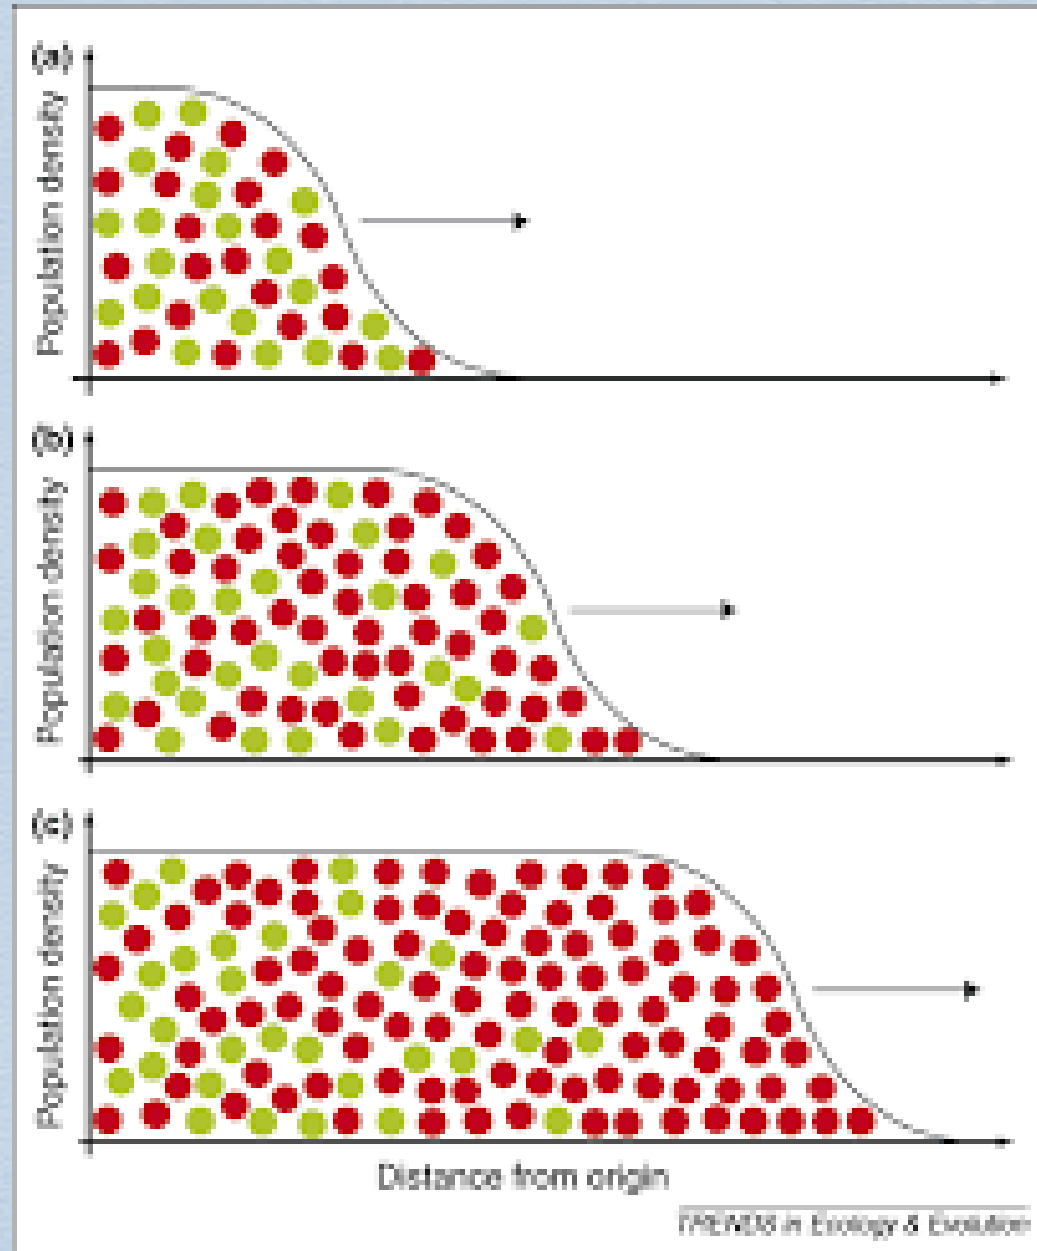 (a)
Population density
(b)
Population density
(c)
Population density
Distance from origin
TRENDS in Ecology & Evolution